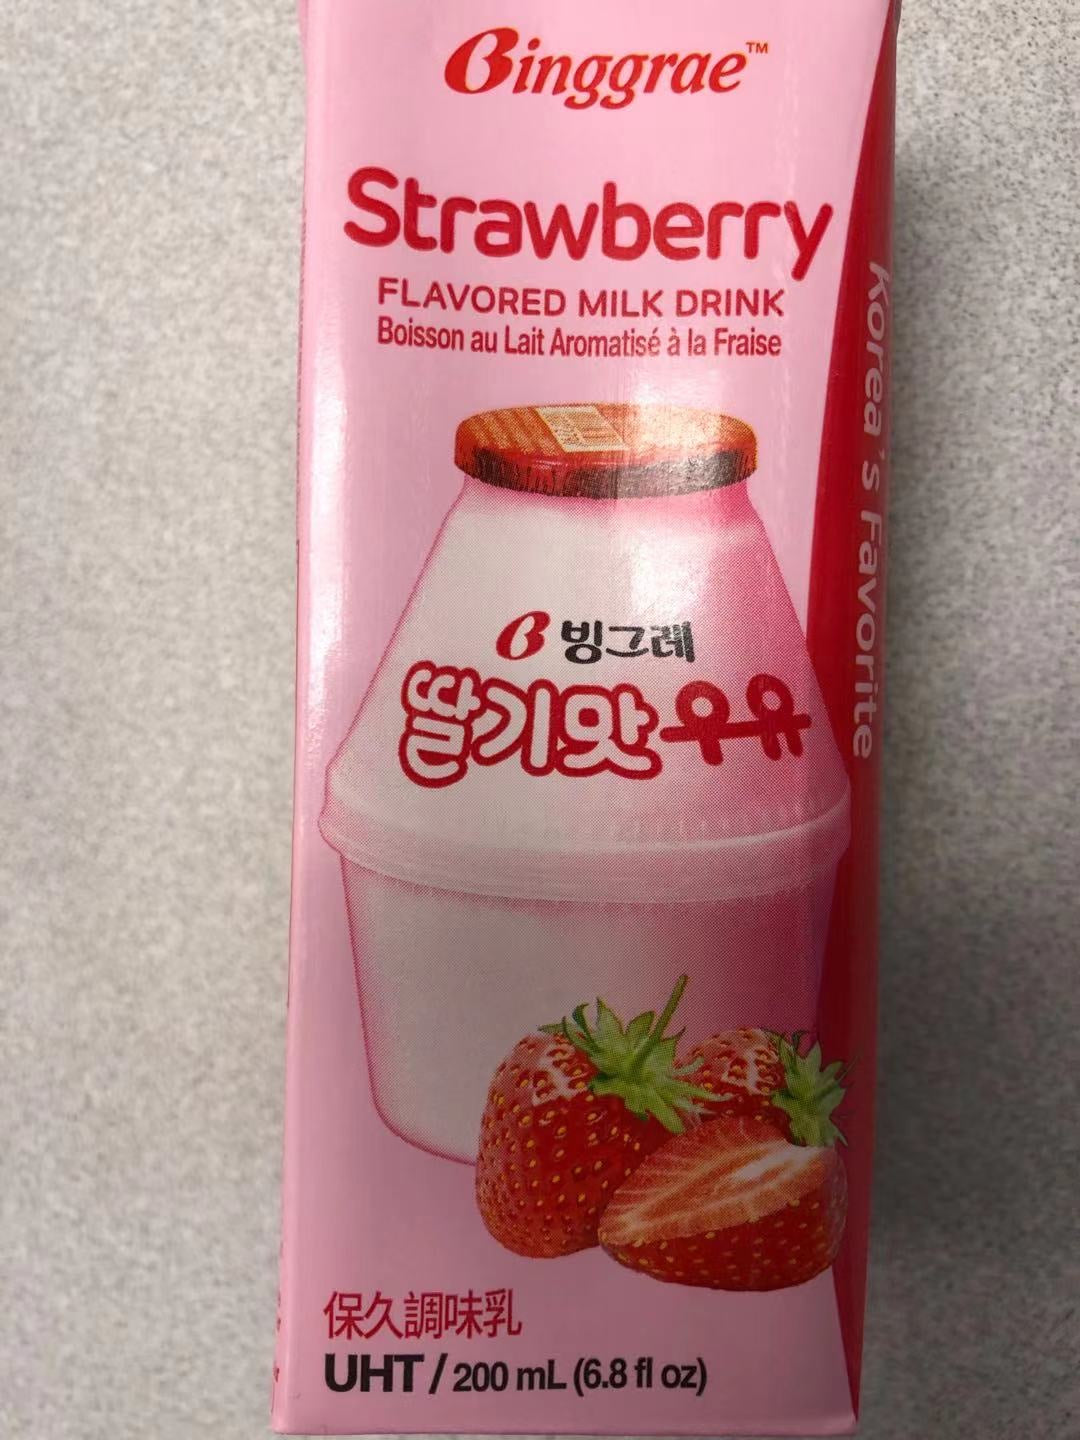 Binggrae™
Strawberry
FLAVORED MILK DRINK
Boisson au Lait Aromatisé à la Fraise
B 빙그레
딸기맛우유
Korea's Favorite
保久調味乳
UHT / 200 mL (6.8 fl oz)